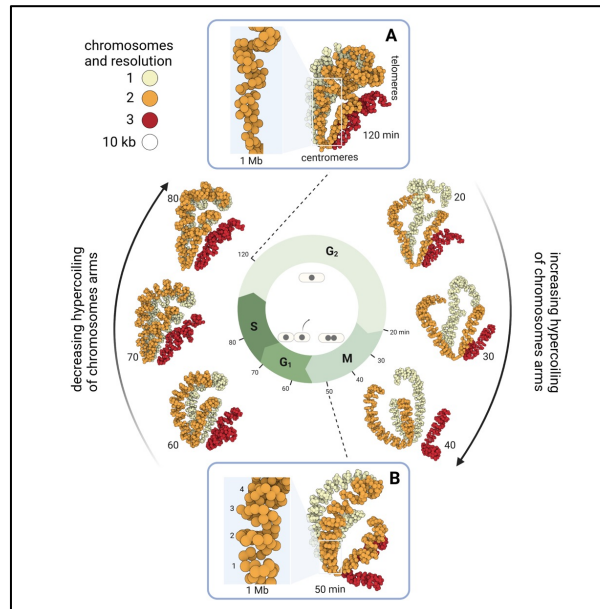 chromosomes
and resolution
1
2
3
10 kb
A
telomeres
120 min
1 Mb
centromeres
80
20
70
30
60
40
decreasing hypercoiling
of chromosomes arms
increasing hypercoiling
of chromosomes arms
120
G2
S
G1
M
20 min
30
40
50
60
70
80
B
4
3
2
1
1 Mb
50 min